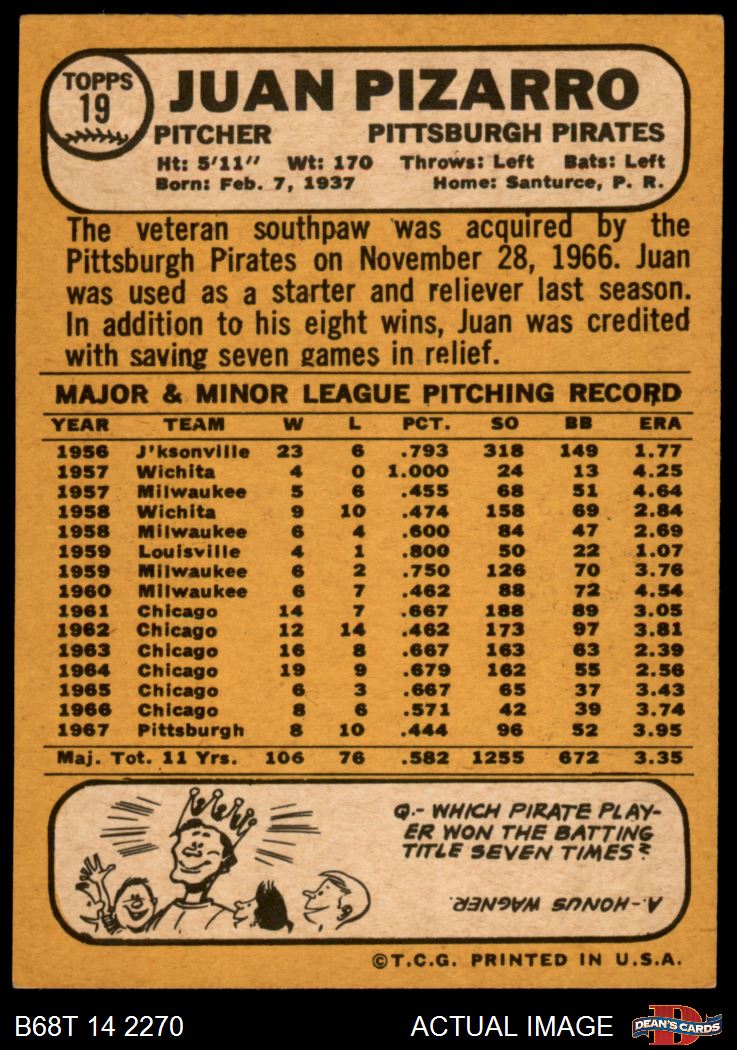 TOPPS
19
JUAN PIZARRO
PITCHER PITTSBURGH PIRATES
Ht: 5'11" Wt: 170 Throws: Left Bats: Left
Born: Feb. 7, 1937 Home: Santurce, P. R.
The veteran southpaw was acquired by the
Pittsburgh Pirates on November 28, 1966. Juan
was used as a starter and reliever last season.
In addition to his eight wins, Juan was credited
with saving seven games in relief.
MAJOR & MINOR LEAGUE PITCHING RECORD
YEAR TEAM W L PCT. SO BB ERA
1956 J'ksonville 23 6 .793 318 149 1.77
1957 Wichita 4 0 1.000 24 13 4.25
1957 Milwaukee 5 6 .455 68 51 4.64
1958 Wichita 9 10 .474 158 69 2.84
1958 Milwaukee 6 4 .600 84 47 2.69
1959 Louisville 4 1 .800 50 22 1.07
1959 Milwaukee 6 2 .750 126 70 3.76
1960 Milwaukee 6 7 .462 88 72 4.54
1961 Chicago 14 7 .667 188 89 3.05
1962 Chicago 12 14 .462 173 97 3.81
1963 Chicago 16 8 .667 163 63 2.39
1964 Chicago 19 9 .679 162 55 2.56
1965 Chicago 6 3 .667 65 37 3.43
1966 Chicago 8 6 .571 42 39 3.74
1967 Pittsburgh 8 10 .444 96 52 3.95
Maj. Tot. 11 Yrs. 106 76 .582 1255 672 3.35
Q.- WHICH PIRATE PLAY-
ER WON THE BATTING
TITLE SEVEN TIMES?
A.-HONUS WAGNER.
©T.C.G. PRINTED IN U.S.A.
B68T 14 2270 ACTUAL IMAGE DEAN'S CARDS